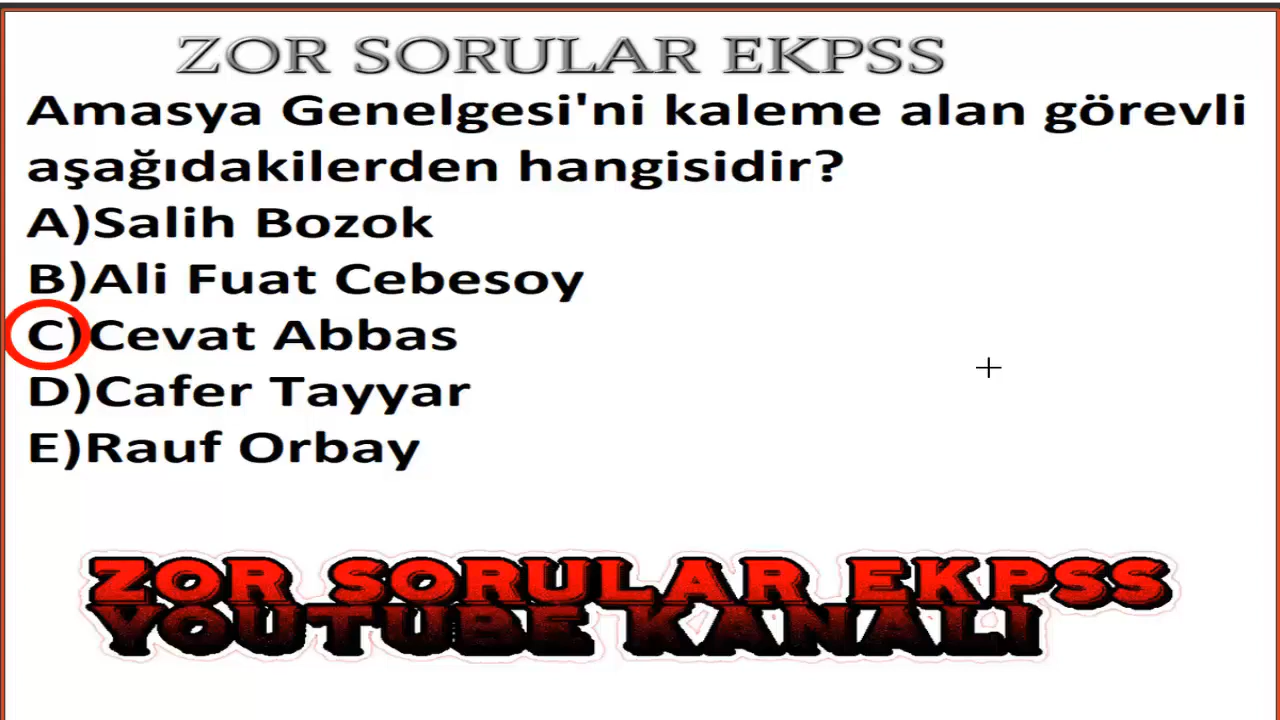 ZOR SORULAR EKPSS
Amasya Genelgesi'ni kaleme alan görevli
aşağıdakilerden hangisidir?
A)Salih Bozok
B)Ali Fuat Cebesoy
C)Cevat Abbas
D)Cafer Tayyar
E)Rauf Orbay
ZOR SORULAR EKPSS
YOUTUBE KANALI